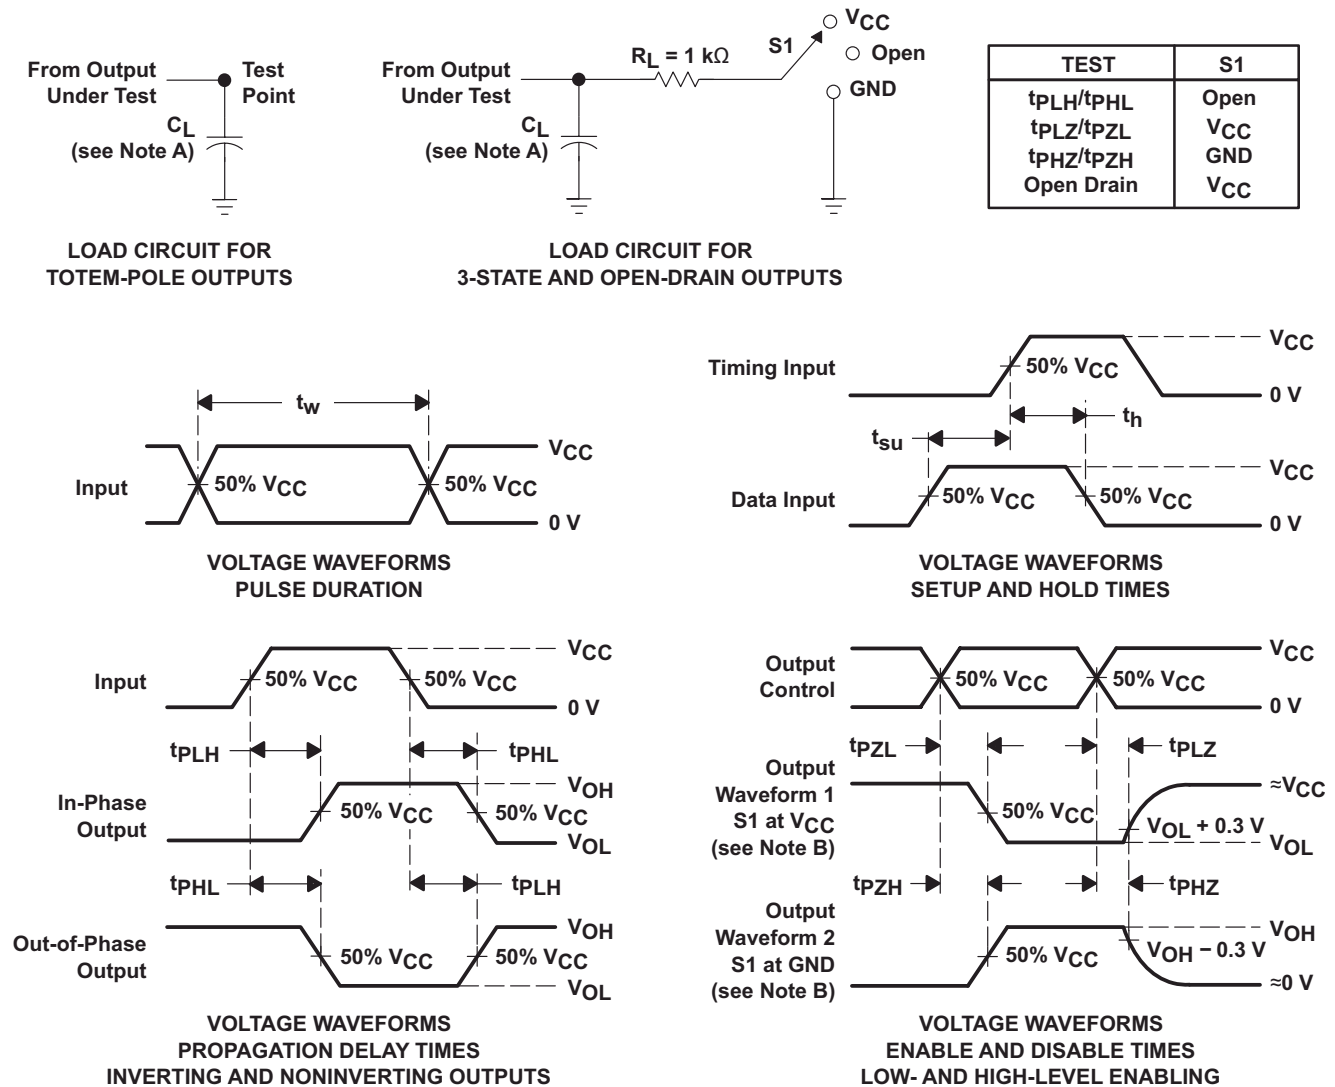 From Output
Under Test
Test
Point
CL
(see Note A)
LOAD CIRCUIT FOR
TOTEM-POLE OUTPUTS
From Output
Under Test
RL = 1 kΩ
S1
VCC
Open
GND
CL
(see Note A)
LOAD CIRCUIT FOR
3-STATE AND OPEN-DRAIN OUTPUTS
TEST S1
tPLH/tPHL Open
tPLZ/tPZL VCC
tPHZ/tPZH GND
Open Drain VCC
tw
Input
50% VCC
50% VCC
VCC
0 V
VOLTAGE WAVEFORMS
PULSE DURATION
Timing Input
50% VCC
VCC
0 V
tsu
th
Data Input
50% VCC
50% VCC
VCC
0 V
VOLTAGE WAVEFORMS
SETUP AND HOLD TIMES
Input
50% VCC
50% VCC
VCC
0 V
tPLH
tPHL
In-Phase
Output
50% VCC
50% VCC
VOH
VOL
tPHL
tPLH
Out-of-Phase
Output
50% VCC
50% VCC
VOH
VOL
VOLTAGE WAVEFORMS
PROPAGATION DELAY TIMES
INVERTING AND NONINVERTING OUTPUTS
Output
Control
50% VCC
50% VCC
VCC
0 V
tPZL
tPLZ
Output
Waveform 1
S1 at VCC
(see Note B)
50% VCC
VOL + 0.3 V
≈VCC
VOL
tPZH
tPHZ
Output
Waveform 2
S1 at GND
(see Note B)
50% VCC
VOH − 0.3 V
VOH
≈0 V
VOLTAGE WAVEFORMS
ENABLE AND DISABLE TIMES
LOW- AND HIGH-LEVEL ENABLING